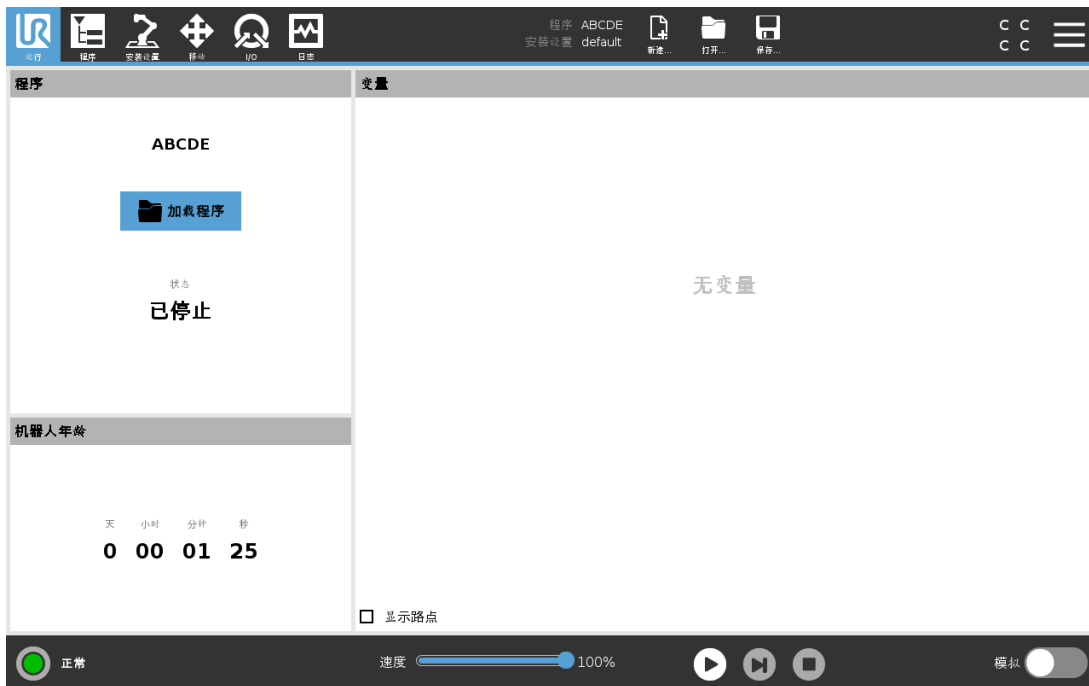 UR
程序 ABCDE
安装设置 default
C C
C C
运行 程序 安装设置 移动 I/O 日志 新建... 打开... 保存...
程序
变量
ABCDE
加载程序
状态
已停止
无变量
机器人年龄
天 小时 分钟 秒
0 00 01 25
显示路点
正常 速度 100% 模拟